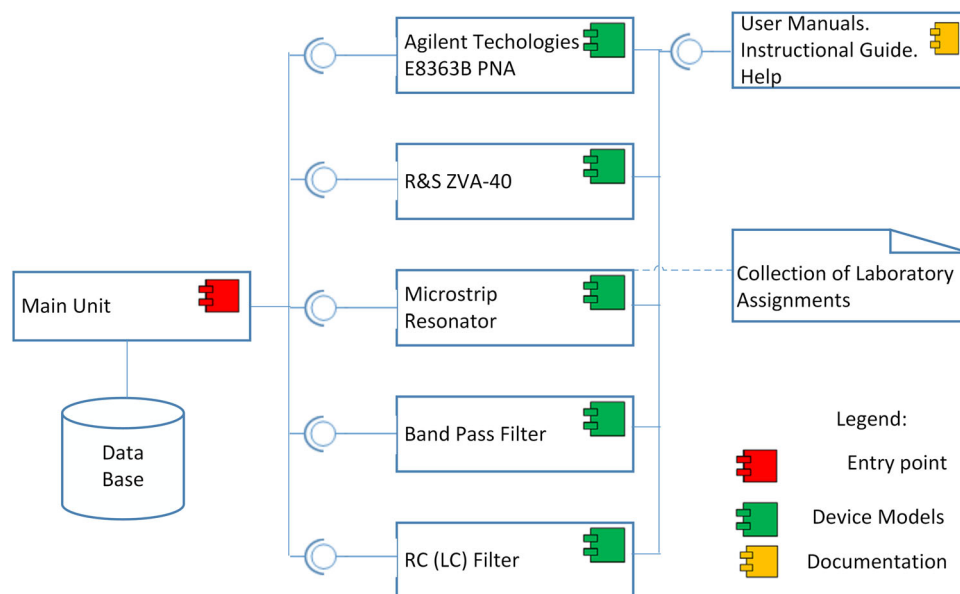 Agilent Techologies
E8363B PNA
User Manuals.
Instructional Guide.
Help
R&S ZVA-40
Main Unit
Microstrip
Resonator
Collection of Laboratory
Assignments
Data
Base
Band Pass Filter
RC (LC) Filter
Legend:
Entry point
Device Models
Documentation